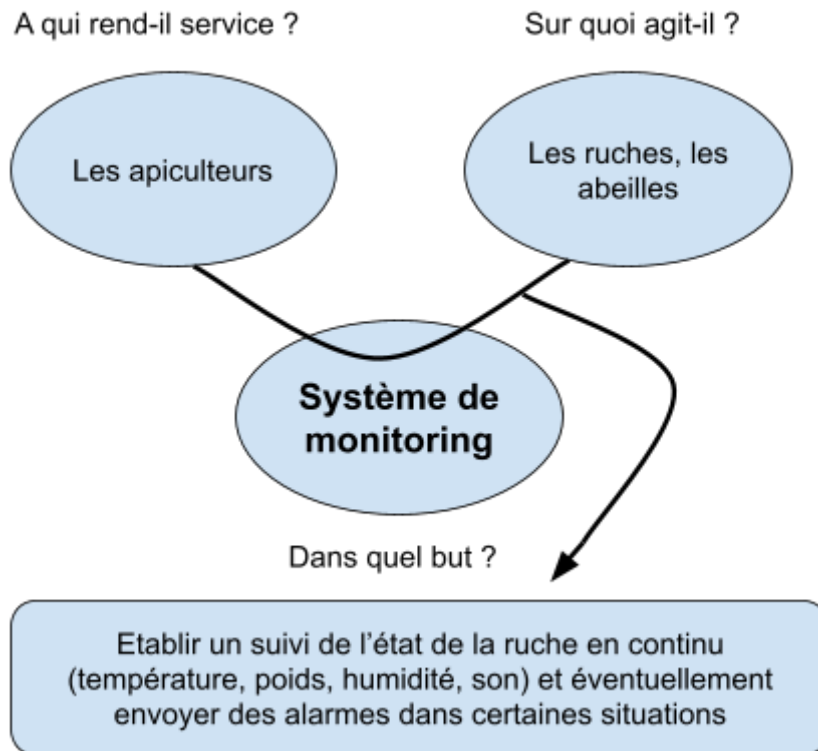 A qui rend-il service ?
Sur quoi agit-il ?
Les apiculteurs
Les ruches, les
abeilles
Système de
monitoring
Dans quel but ?
Etablir un suivi de l'état de la ruche en continu
(température, poids, humidité, son) et éventuellement
envoyer des alarmes dans certaines situations